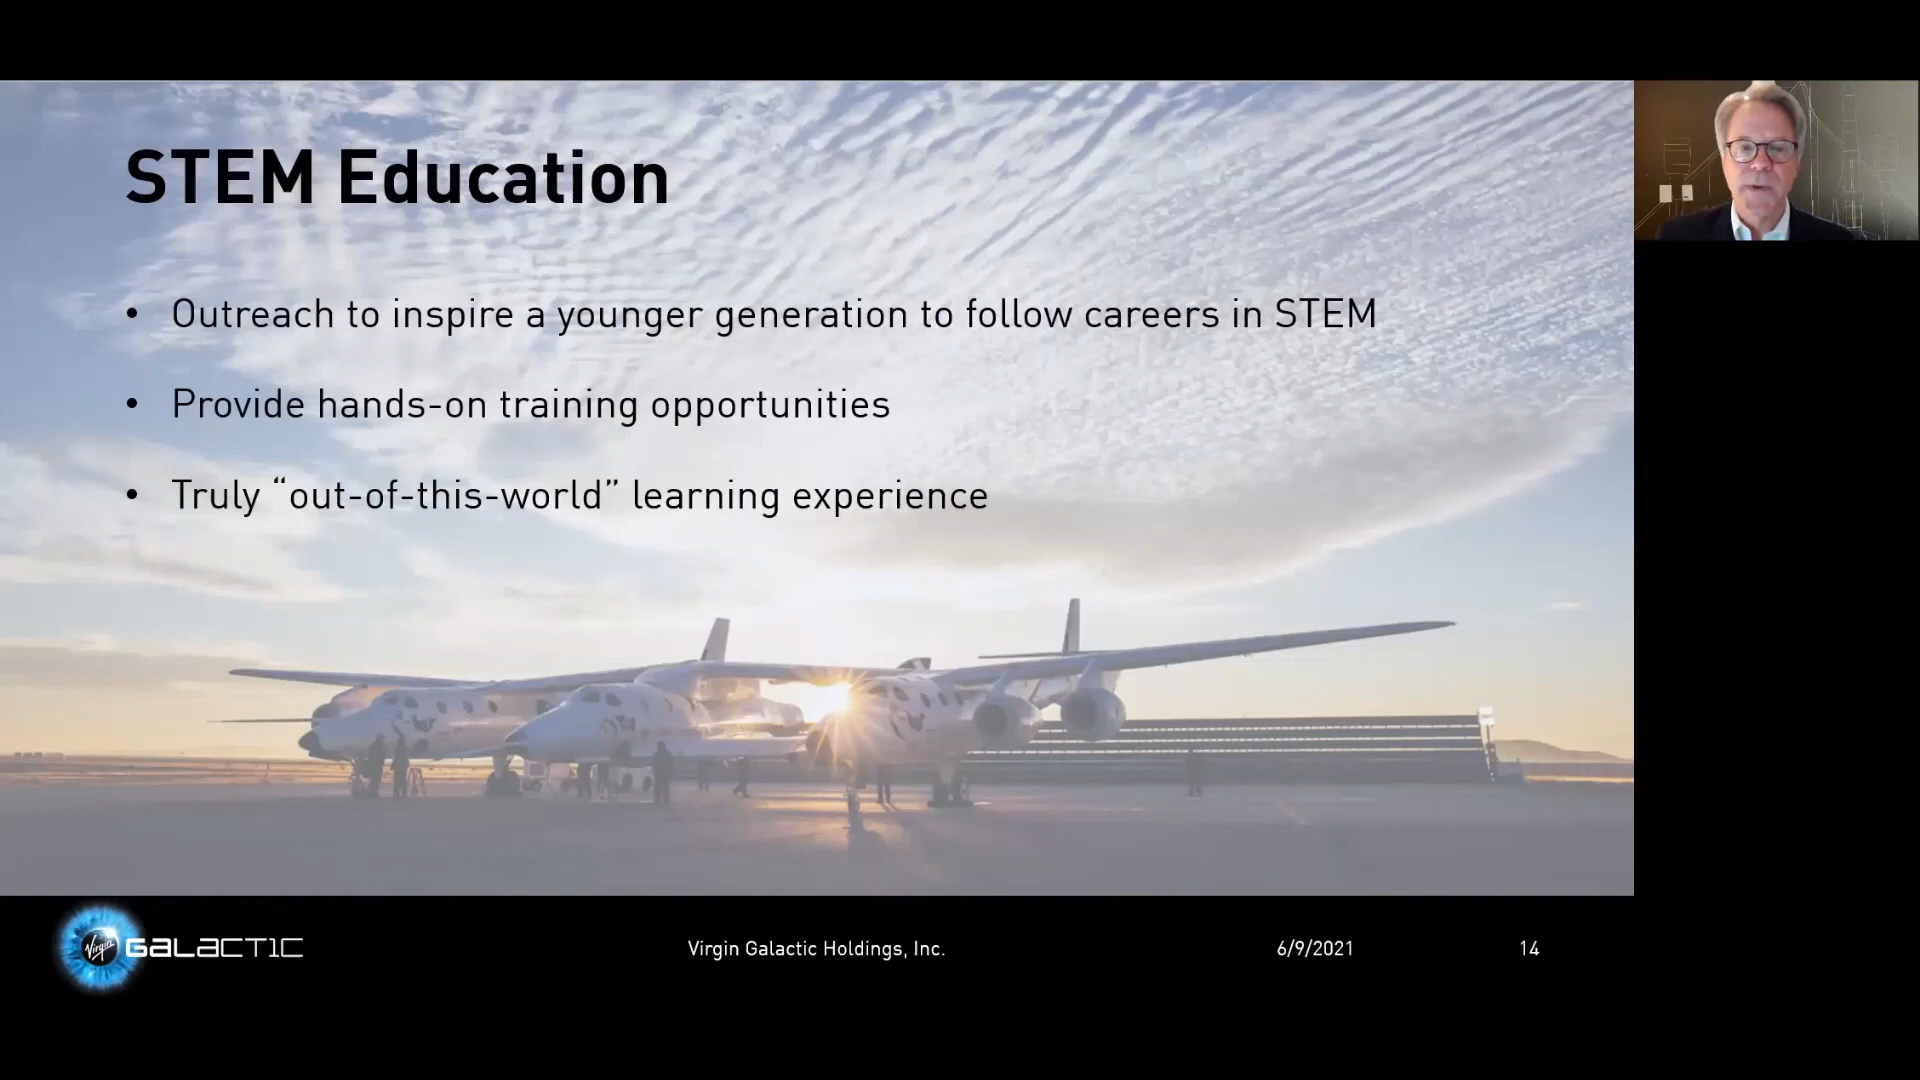 STEM Education
• Outreach to inspire a younger generation to follow careers in STEM
• Provide hands-on training opportunities
• Truly “out-of-this-world” learning experience
Virgin GALACTIC
Virgin Galactic Holdings, Inc.
6/9/2021
14